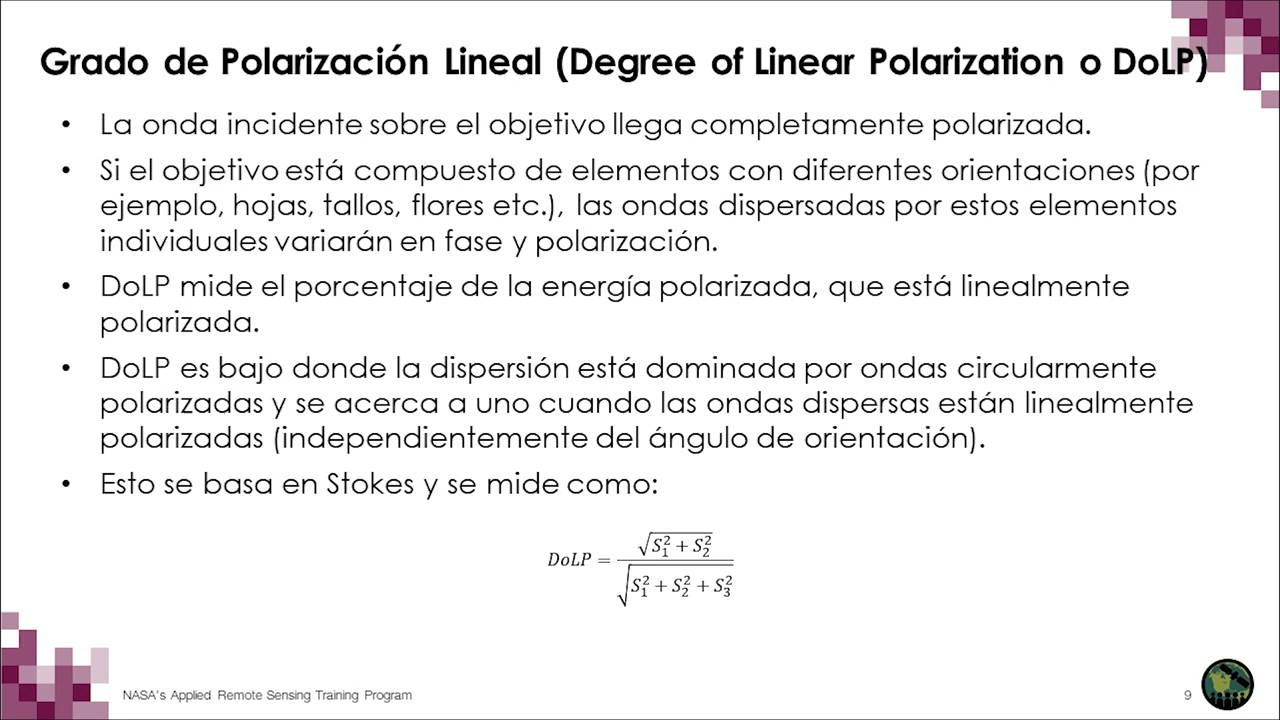 Grado de Polarización Lineal (Degree of Linear Polarization o DoLP)
• La onda incidente sobre el objetivo llega completamente polarizada.
• Si el objetivo está compuesto de elementos con diferentes orientaciones (por
ejemplo, hojas, tallos, flores etc.), las ondas dispersadas por estos elementos
individuales variarán en fase y polarización.
• DoLP mide el porcentaje de la energía polarizada, que está linealmente
polarizada.
• DoLP es bajo donde la dispersión está dominada por ondas circularmente
polarizadas y se acerca a uno cuando las ondas dispersas están linealmente
polarizadas (independientemente del ángulo de orientación).
• Esto se basa en Stokes y se mide como:
DoLP = √(S₁² + S₂²) / √(S₁² + S₂² + S₃²)
NASA's Applied Remote Sensing Training Program
9